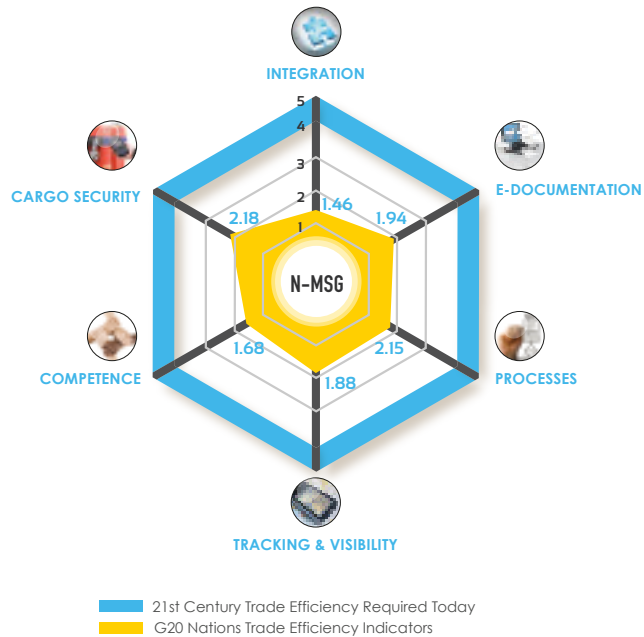 INTEGRATION
5
4
3
2
1
CARGO SECURITY
E-DOCUMENTATION
2.18
1.46
1.94
N-MSG
1.68
2.15
1.88
COMPETENCE
PROCESSES
TRACKING & VISIBILITY
21st Century Trade Efficiency Required Today
G20 Nations Trade Efficiency Indicators